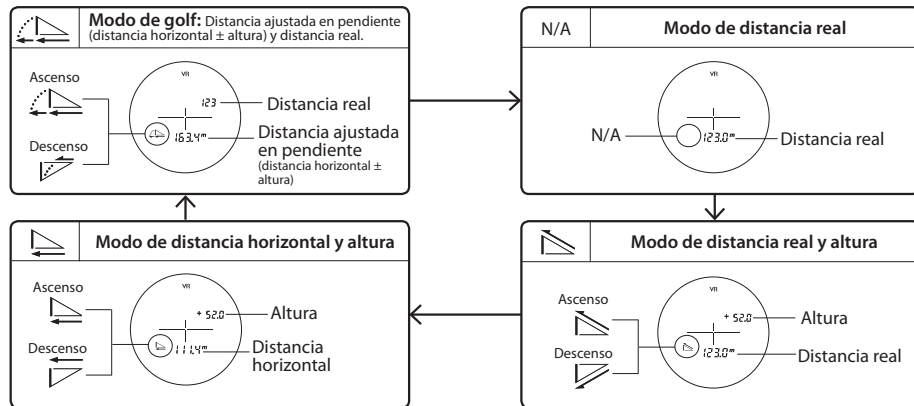 Modo de golf: Distancia ajustada en pendiente
(distancia horizontal ± altura) y distancia real.
Ascenso
Descenso
VR
123
163.4m
Distancia real
Distancia ajustada
en pendiente
(distancia horizontal ±
altura)
N/A
Modo de distancia real
VR
N/A
123.0m
Distancia real
Modo de distancia horizontal y altura
Ascenso
Descenso
VR
+ 52.0
111.4m
Altura
Distancia
horizontal
Modo de distancia real y altura
Ascenso
Descenso
VR
+ 52.0
123.0m
Altura
Distancia real